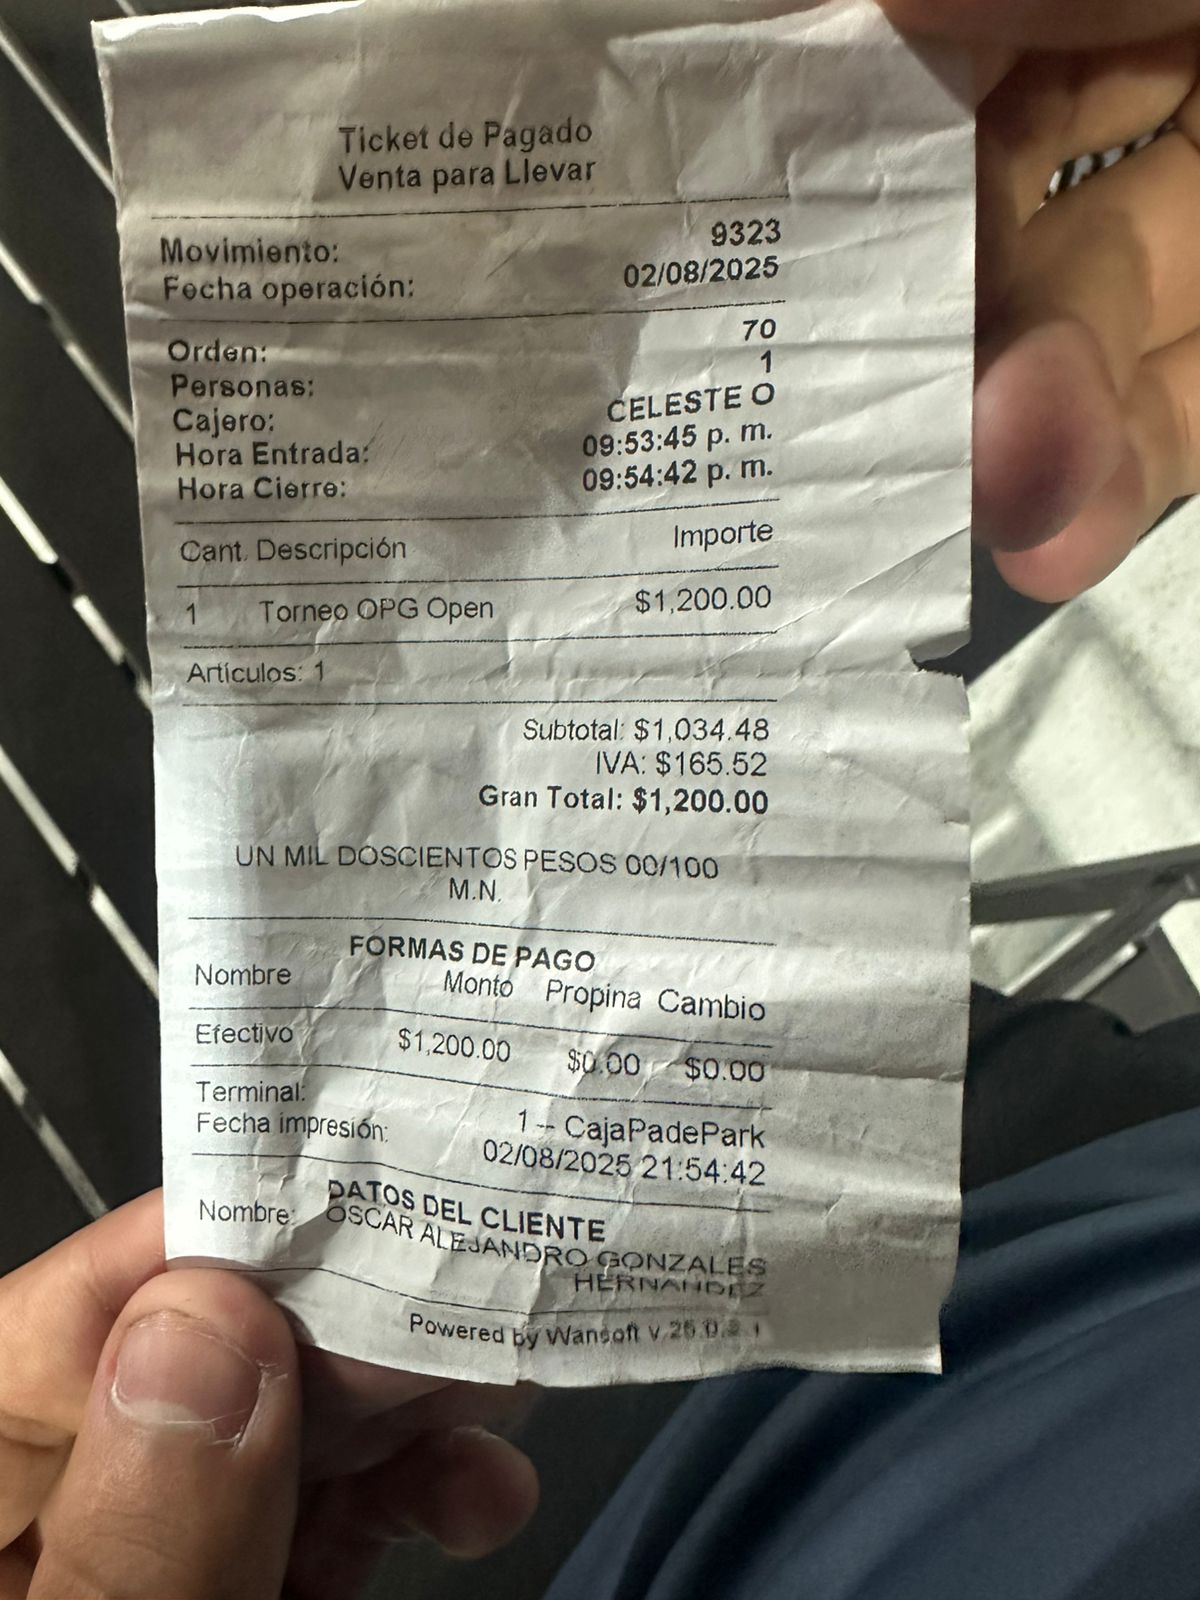 Ticket de Pagado
Venta para Llevar
Movimiento: 9323
Fecha operación: 02/08/2025
Orden: 70
Personas: 1
Cajero: CELESTE O
Hora Entrada: 09:53:45 p. m.
Hora Cierre: 09:54:42 p. m.
Cant. Descripción Importe
1 Torneo OPG Open $1,200.00
Artículos: 1
Subtotal: $1,034.48
IVA: $165.52
Gran Total: $1,200.00
UN MIL DOSCIENTOS PESOS 00/100
M.N.
FORMAS DE PAGO
Nombre Monto Propina Cambio
Efectivo $1,200.00 $0.00 $0.00
Terminal: 1 -- CajaPadePark
Fecha impresión: 02/08/2025 21:54:42
DATOS DEL CLIENTE
Nombre: OSCAR ALEJANDRO GONZALES
HERNANDEZ
Powered by Wansoft v.